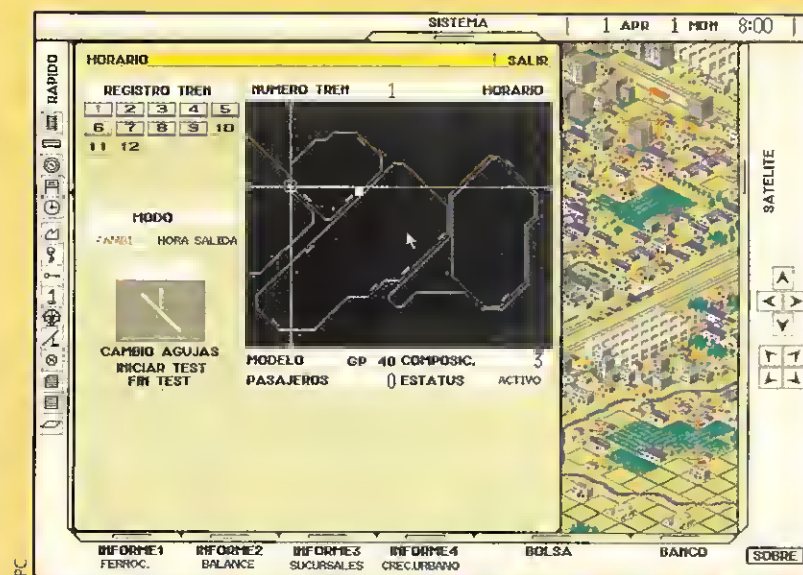 SISTEMA
1 APR 1 MON 8:00
RAPIDO
HORARIO
SALIR
REGISTRO TREN
NUMERO TREN 1 HORARIO
1 2 3 4 5
6 7 8 9 10
11 12
MODO
HORA SALIDA
CAMBIO AGUJAS
INICIAR TEST
FIN TEST
MODELO GP 40 COMPOSIC. 3
PASAJEROS 0 ESTATUS ACTIVO
SATELITE
INFORME1
FERROC.
INFORME2
BALANCE
INFORME3
SUCURSALES
INFORME4
CREC.URBANO
BOLSA
BANCO
SOBRE
PC